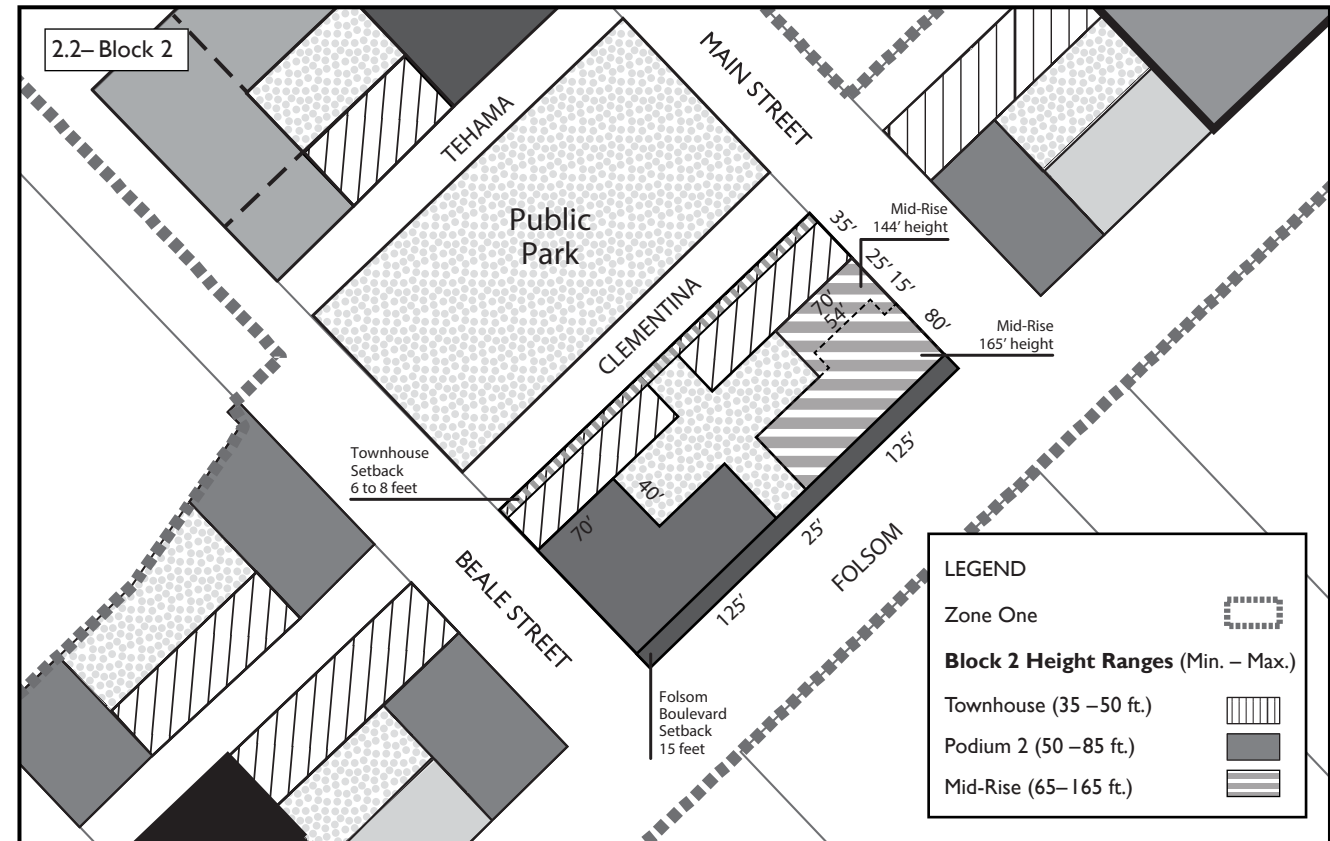 2.2– Block 2
MAIN STREET
TEHAMA
Public
Park
CLEMENTINA
35’
Mid-Rise
144’ height
25’
15’
70’
54’
80’
Mid-Rise
165’ height
Townhouse
Setback
6 to 8 feet
40’
70’
125’
25’
125’
FOLSOM
BEALE STREET
Folsom
Boulevard
Setback
15 feet
LEGEND
Zone One
Block 2 Height Ranges (Min. – Max.)
Townhouse (35 –50 ft.)
Podium 2 (50 –85 ft.)
Mid-Rise (65–165 ft.)